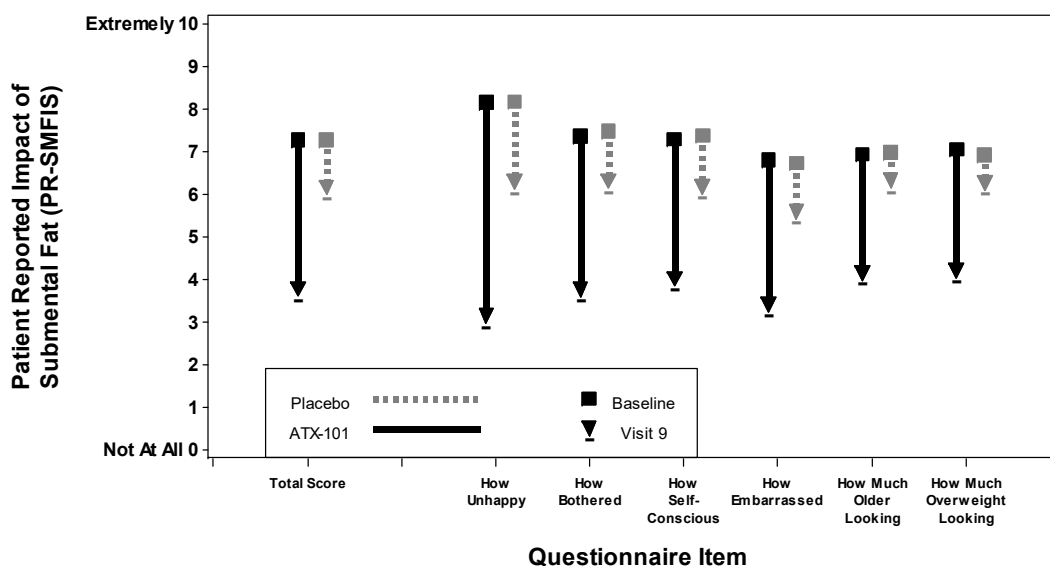 Patient Reported Impact of
Submental Fat (PR-SMFIS)
Extremely 10
9
8
7
6
5
4
3
2
1
Not At All 0
Placebo
Baseline
ATX-101
Visit 9
Total Score
How
Unhappy
How
Bothered
How
Self-
Conscious
How
Embarrassed
How Much
Older
Looking
How Much
Overweight
Looking
Questionnaire Item